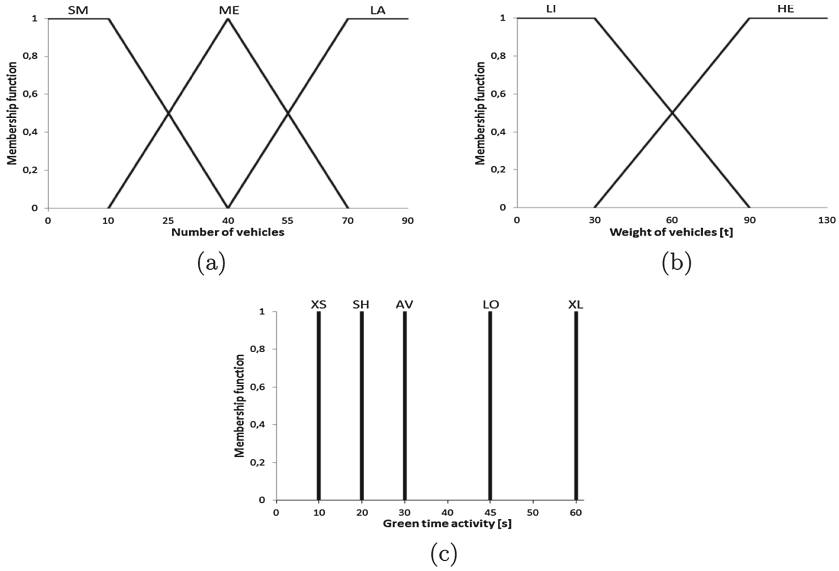 SM ME LA
1
0,8
0,6
0,4
0,2
0
Membership function
0 10 25 40 55 70 90
Number of vehicles
(a)
LI HE
1
0,8
0,6
0,4
0,2
0
Membership function
0 30 60 90 130
Weight of vehicles [t]
(b)
XS SH AV LO XL
1
0,8
0,6
0,4
0,2
0
Membership function
0 10 20 30 40 45 50 60
Green time activity [s]
(c)